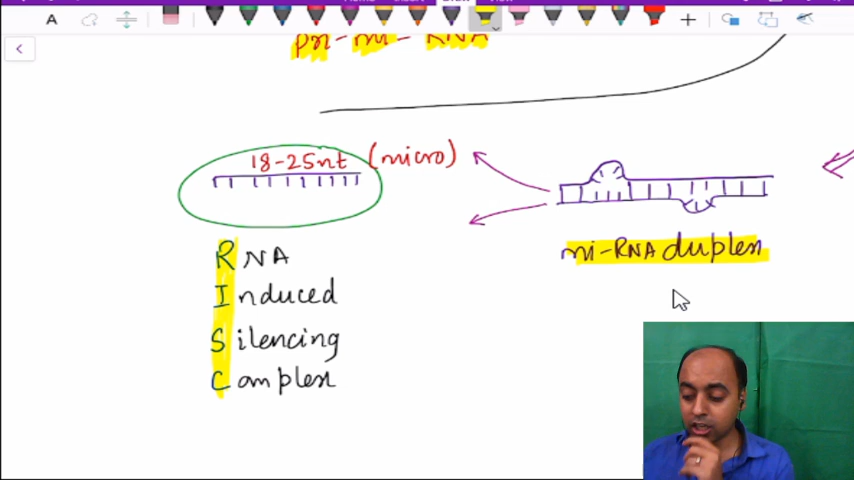 pri-mi-RNA
18-25nt (micro)
mi-RNA duplex
RNA
Induced
Silencing
Complex